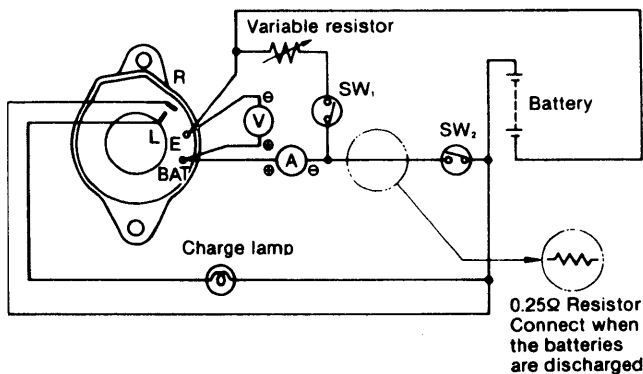 Variable resistor
R
SW₁
L
E
⊖
V
⊕
BAT
⊕
A
⊖
SW₂
Battery
Charge lamp
0.25Ω Resistor
Connect when
the batteries
are discharged